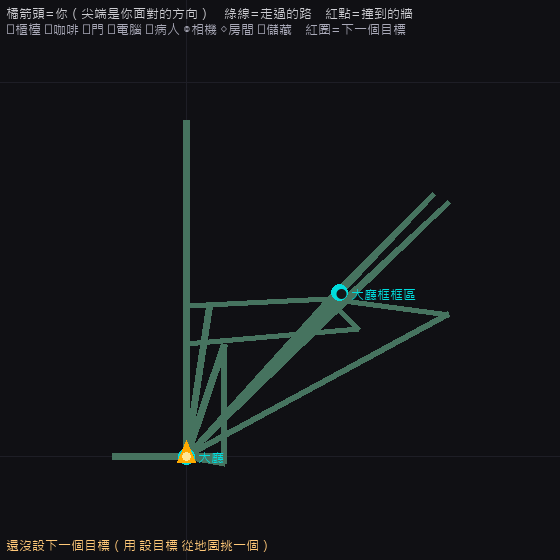 橘箭頭=你（尖端是你面對的方向） 綠線=走過的路 紅點=撞到的牆
櫃檯 咖啡 門 電腦 病人 相機 ◇房間 儲藏 紅圈=下一個目標
大廳框框區
大廳
還沒設下一個目標（用 設目標 從地圖挑一個）